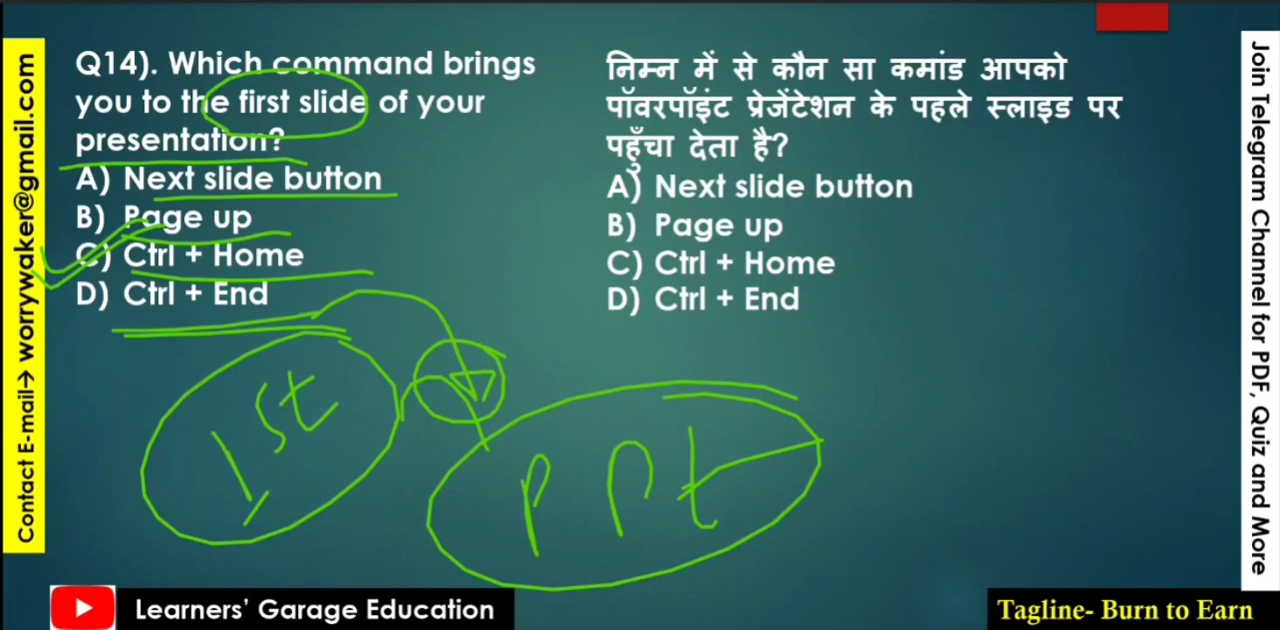 Contact E-mail→ worrywaker@gmail.com
Q14). Which command brings
you to the first slide of your
presentation?
A) Next slide button
B) Page up
C) Ctrl + Home
D) Ctrl + End
1st
PPt
निम्न में से कौन सा कमांड आपको
पॉवरपॉइंट प्रेजेंटेशन के पहले स्लाइड पर
पहुँचा देता है?
A) Next slide button
B) Page up
C) Ctrl + Home
D) Ctrl + End
Join Telegram Channel for PDF, Quiz and More
Learners’ Garage Education
Tagline- Burn to Earn